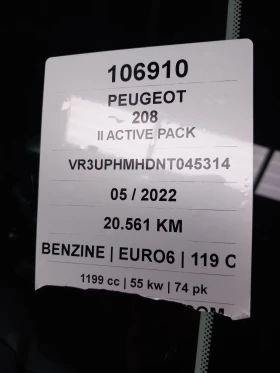 106910
PEUGEOT
208
II ACTIVE PACK
VR3UPHMHDNT045314
05 / 2022
20.561 KM
BENZINE | EURO6 | 119 C
1199 cc | 55 kw | 74 pk